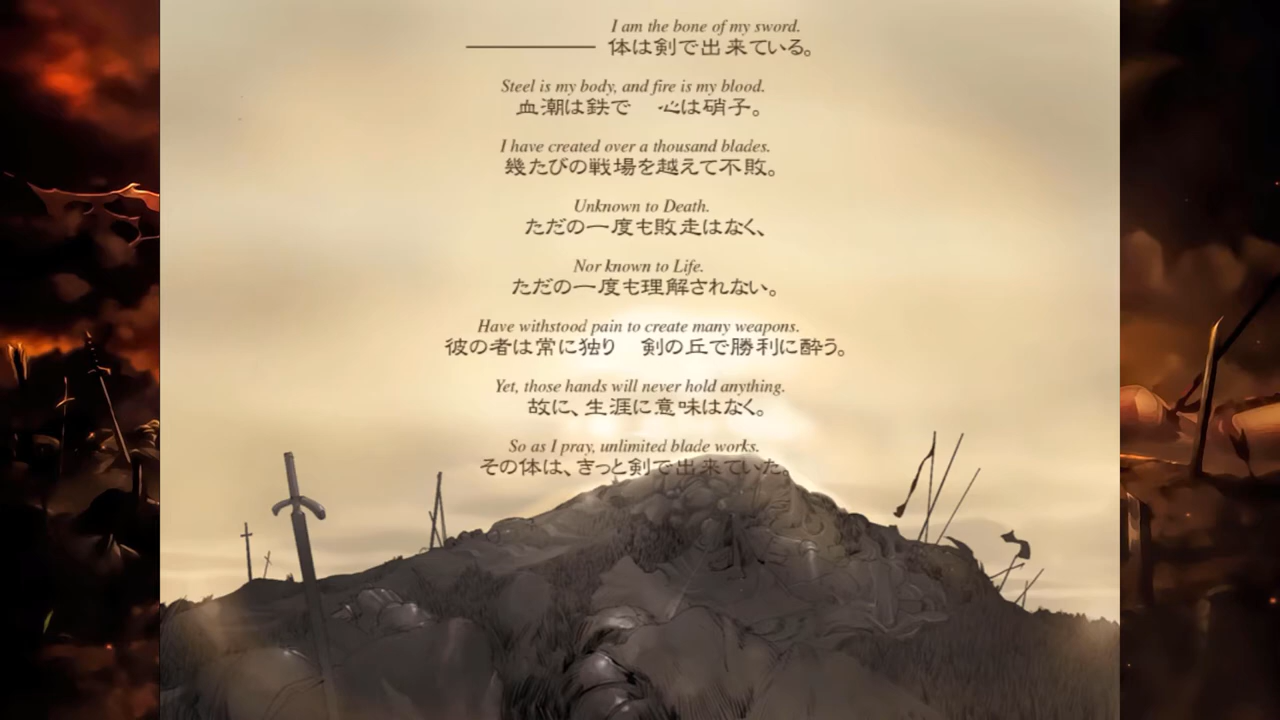 I am the bone of my sword.
———体は剣で出来ている。
Steel is my body, and fire is my blood.
血潮は鉄で　心は硝子。
I have created over a thousand blades.
幾たびの戦場を越えて不敗。
Unknown to Death.
ただの一度も敗走はなく、
Nor known to Life.
ただの一度も理解されない。
Have withstood pain to create many weapons.
彼の者は常に独り　剣の丘で勝利に酔う。
Yet, those hands will never hold anything.
故に、生涯に意味はなく。
So as I pray, unlimited blade works.
その体は、きっと剣で出来ていた。